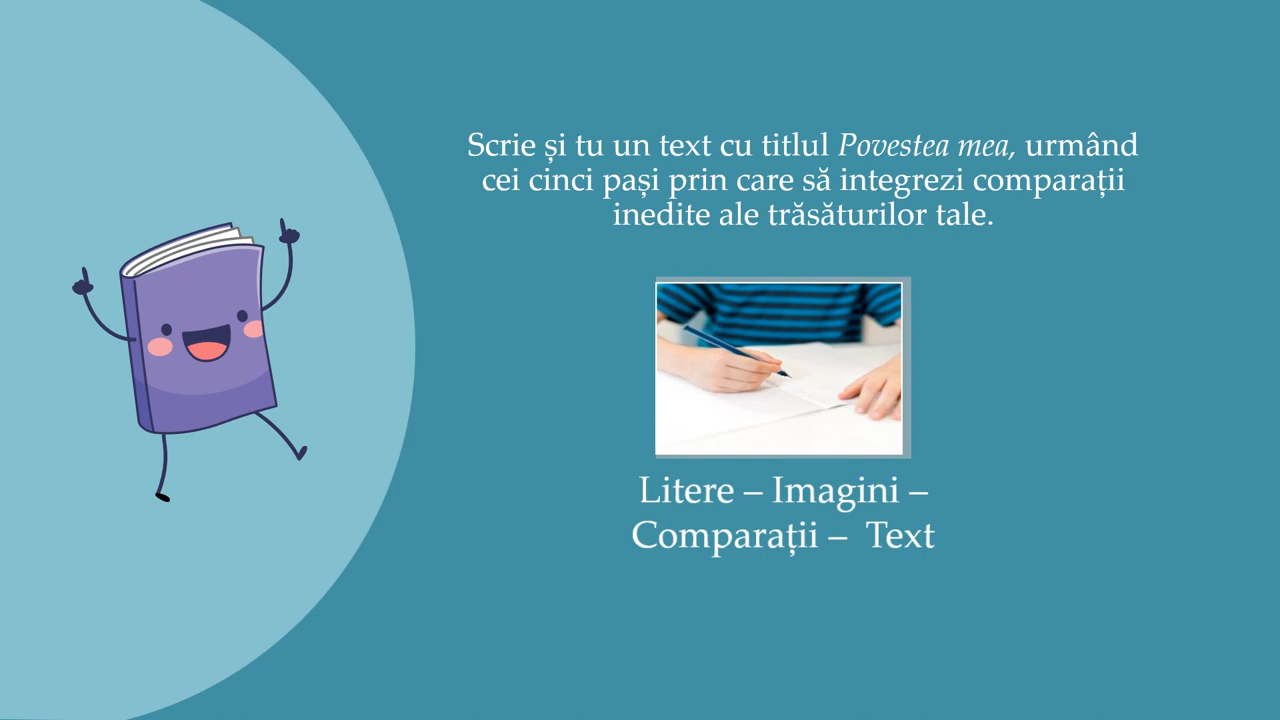 Scrie și tu un text cu titlul Povestea mea, urmând
cei cinci pași prin care să integrezi comparații
inedite ale trăsăturilor tale.
Litere – Imagini –
Comparații – Text